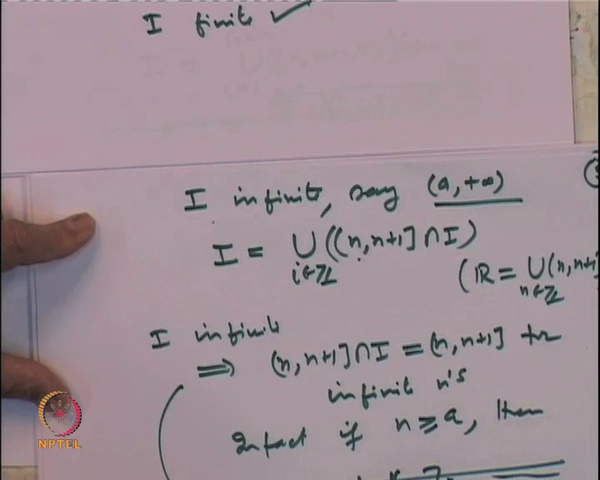 I finite ✓
I infinite, say (a, +∞)
I = ∪ ((n, n+1] ∩ I)
i∈ℤ
(ℝ = ∪ (n, n+1]
n∈ℤ
I infinite
⟹ (n, n+1] ∩ I = (n, n+1] for
infinite n's
Infact if n ≥ a, then
NPTEL